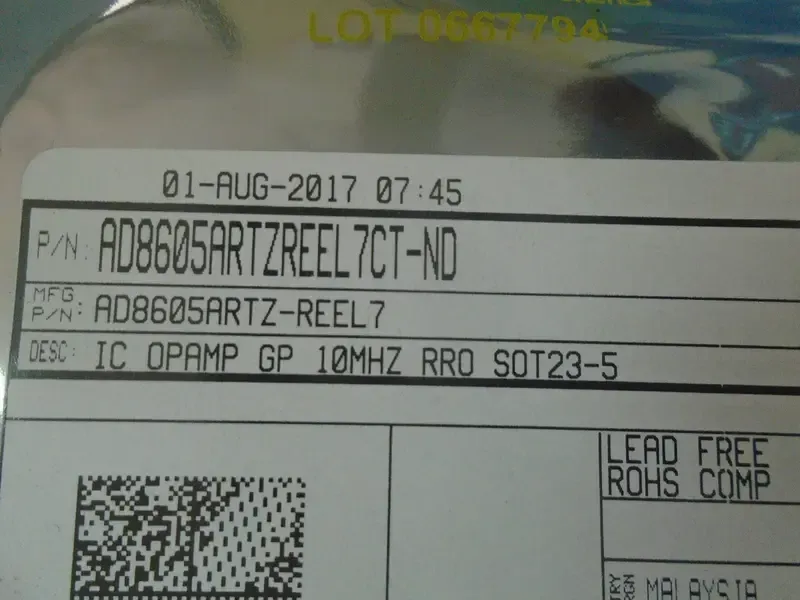 LOT 0667794
01-AUG-2017 07:45
P/N: AD8605ARTZREEL7CT-ND
MFG
P/N: AD8605ARTZ-REEL7
DESC: IC OPAMP GP 10MHZ RRO SOT23-5
LEAD FREE
ROHS COMP
MALAYSIA